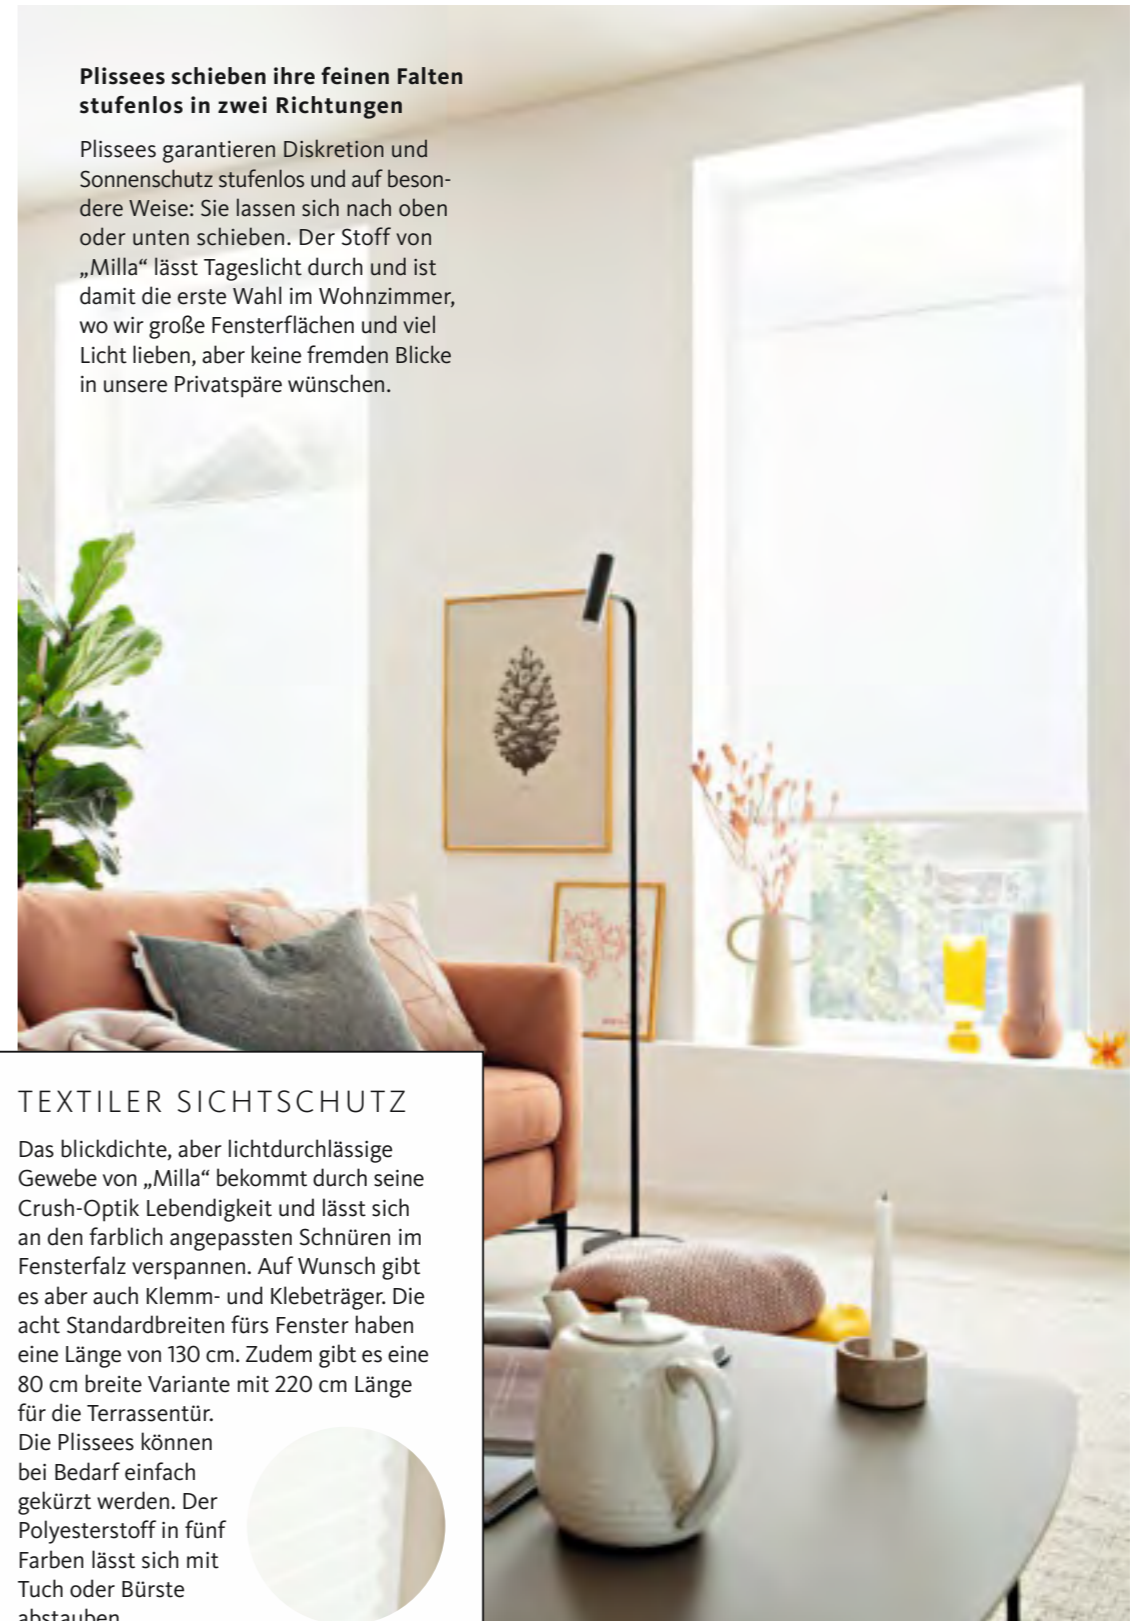 Plissees schieben ihre feinen Falten
stufenlos in zwei Richtungen
Plissees garantieren Diskretion und
Sonnenschutz stufenlos und auf beson-
dere Weise: Sie lassen sich nach oben
oder unten schieben. Der Stoff von
„Milla“ lässt Tageslicht durch und ist
damit die erste Wahl im Wohnzimmer,
wo wir große Fensterflächen und viel
Licht lieben, aber keine fremden Blicke
in unsere Privatspäre wünschen.
TEXTILER SICHTSCHUTZ
Das blickdichte, aber lichtdurchlässige
Gewebe von „Milla“ bekommt durch seine
Crush-Optik Lebendigkeit und lässt sich
an den farblich angepassten Schnüren im
Fensterfalz verspannen. Auf Wunsch gibt
es aber auch Klemm- und Klebeträger. Die
acht Standardbreiten fürs Fenster haben
eine Länge von 130 cm. Zudem gibt es eine
80 cm breite Variante mit 220 cm Länge
für die Terrassentür.
Die Plissees können
bei Bedarf einfach
gekürzt werden. Der
Polyesterstoff in fünf
Farben lässt sich mit
Tuch oder Bürste
abstauben